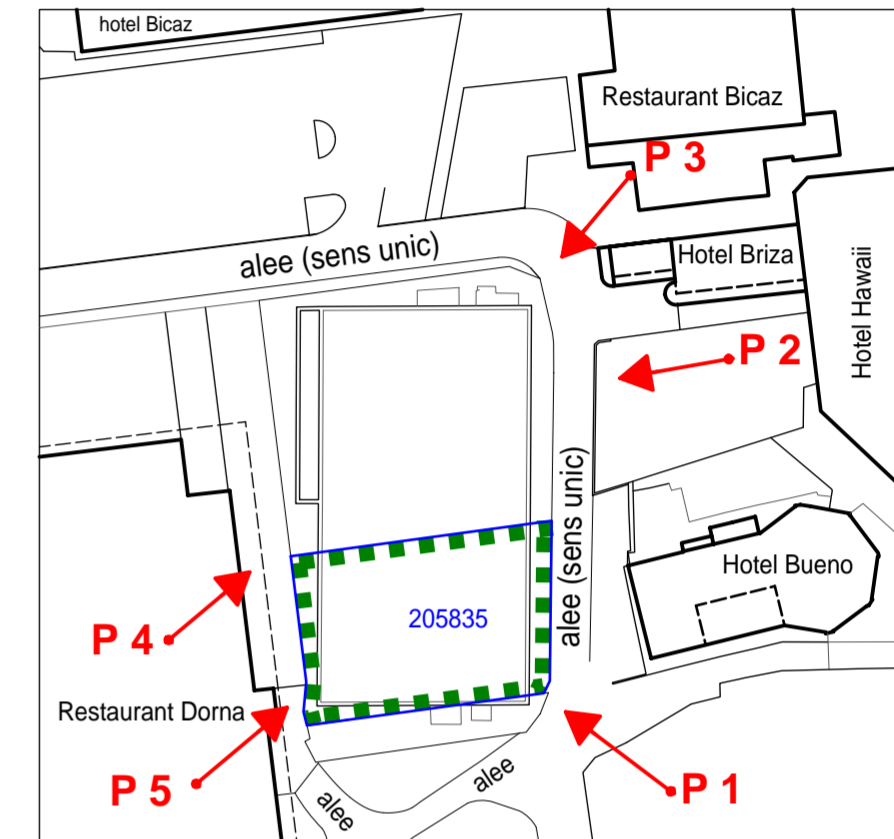 hotel Bicaz
Restaurant Bicaz
P 3
alee (sens unic)
Hotel Briza
Hotel Hawaii
P 2
alee (sens unic)
Hotel Bueno
205835
P 4
Restaurant Dorna
P 5
alee
alee
P 1